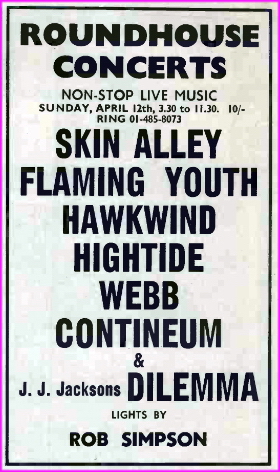 ROUNDHOUSE
CONCERTS
NON-STOP LIVE MUSIC
SUNDAY, APRIL 12th, 3.30 to 11.30. 10/-
RING 01-485-8073
SKIN ALLEY
FLAMING YOUTH
HAWKWIND
HIGHTIDE
WEBB
CONTINEUM
&
J. J. Jacksons DILEMMA
LIGHTS BY
ROB SIMPSON